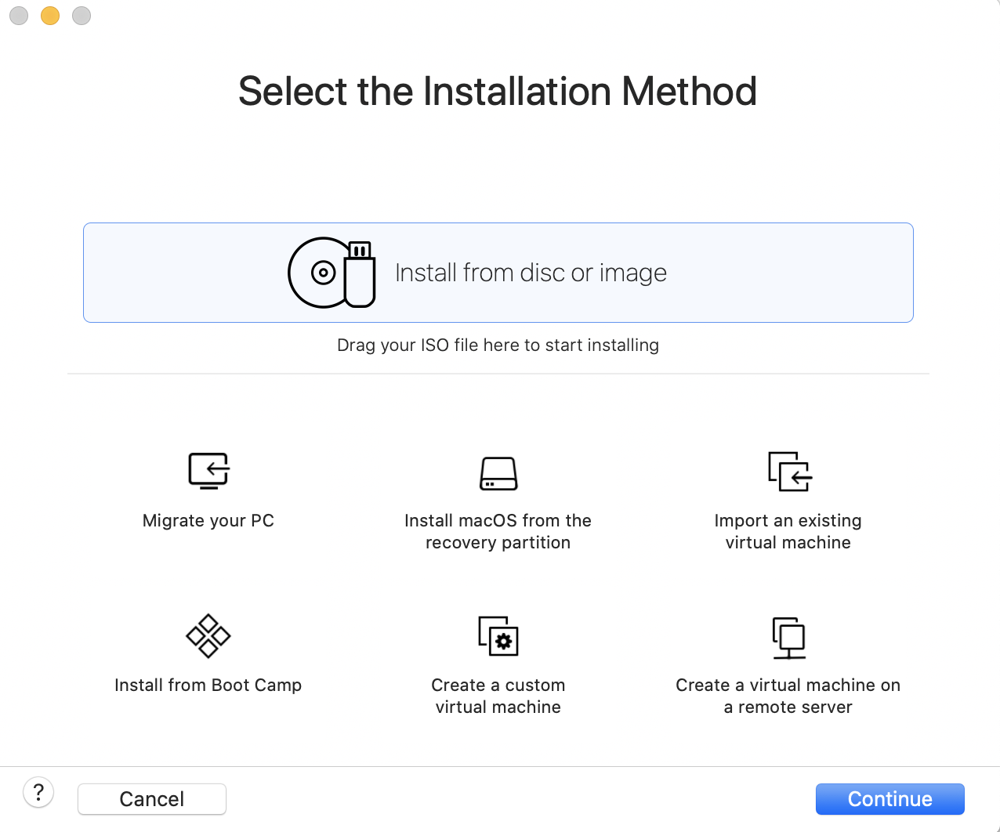 Select the Installation Method
Install from disc or image
Drag your ISO file here to start installing
Migrate your PC
Install macOS from the
recovery partition
Import an existing
virtual machine
Install from Boot Camp
Create a custom
virtual machine
Create a virtual machine on
a remote server
?
Cancel
Continue